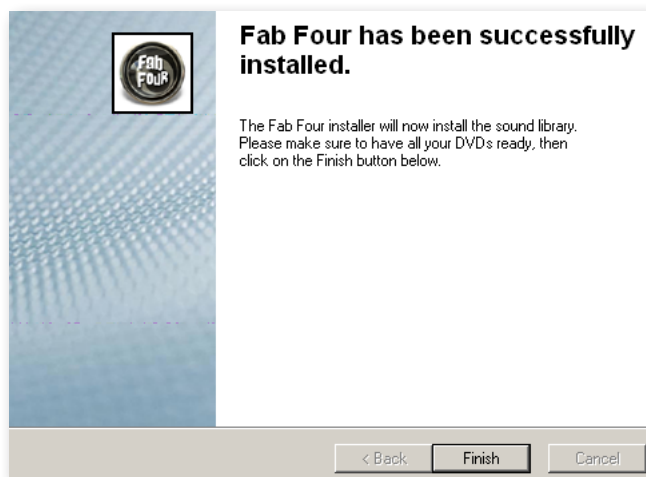 Fab
FOUR
Fab Four has been successfully
installed.
The Fab Four installer will now install the sound library.
Please make sure to have all your DVDs ready, then
click on the Finish button below.
< Back
Finish
Cancel